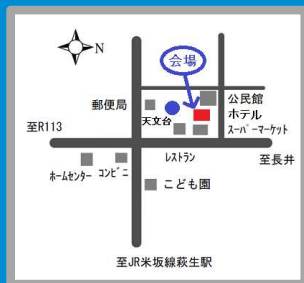 N
会場
郵便局
天文台
公民館
ホテル
スーパーマーケット
至R113
レストラン
至長井
ホームセンター
コンビニ
こども園
至JR米坂線萩生駅